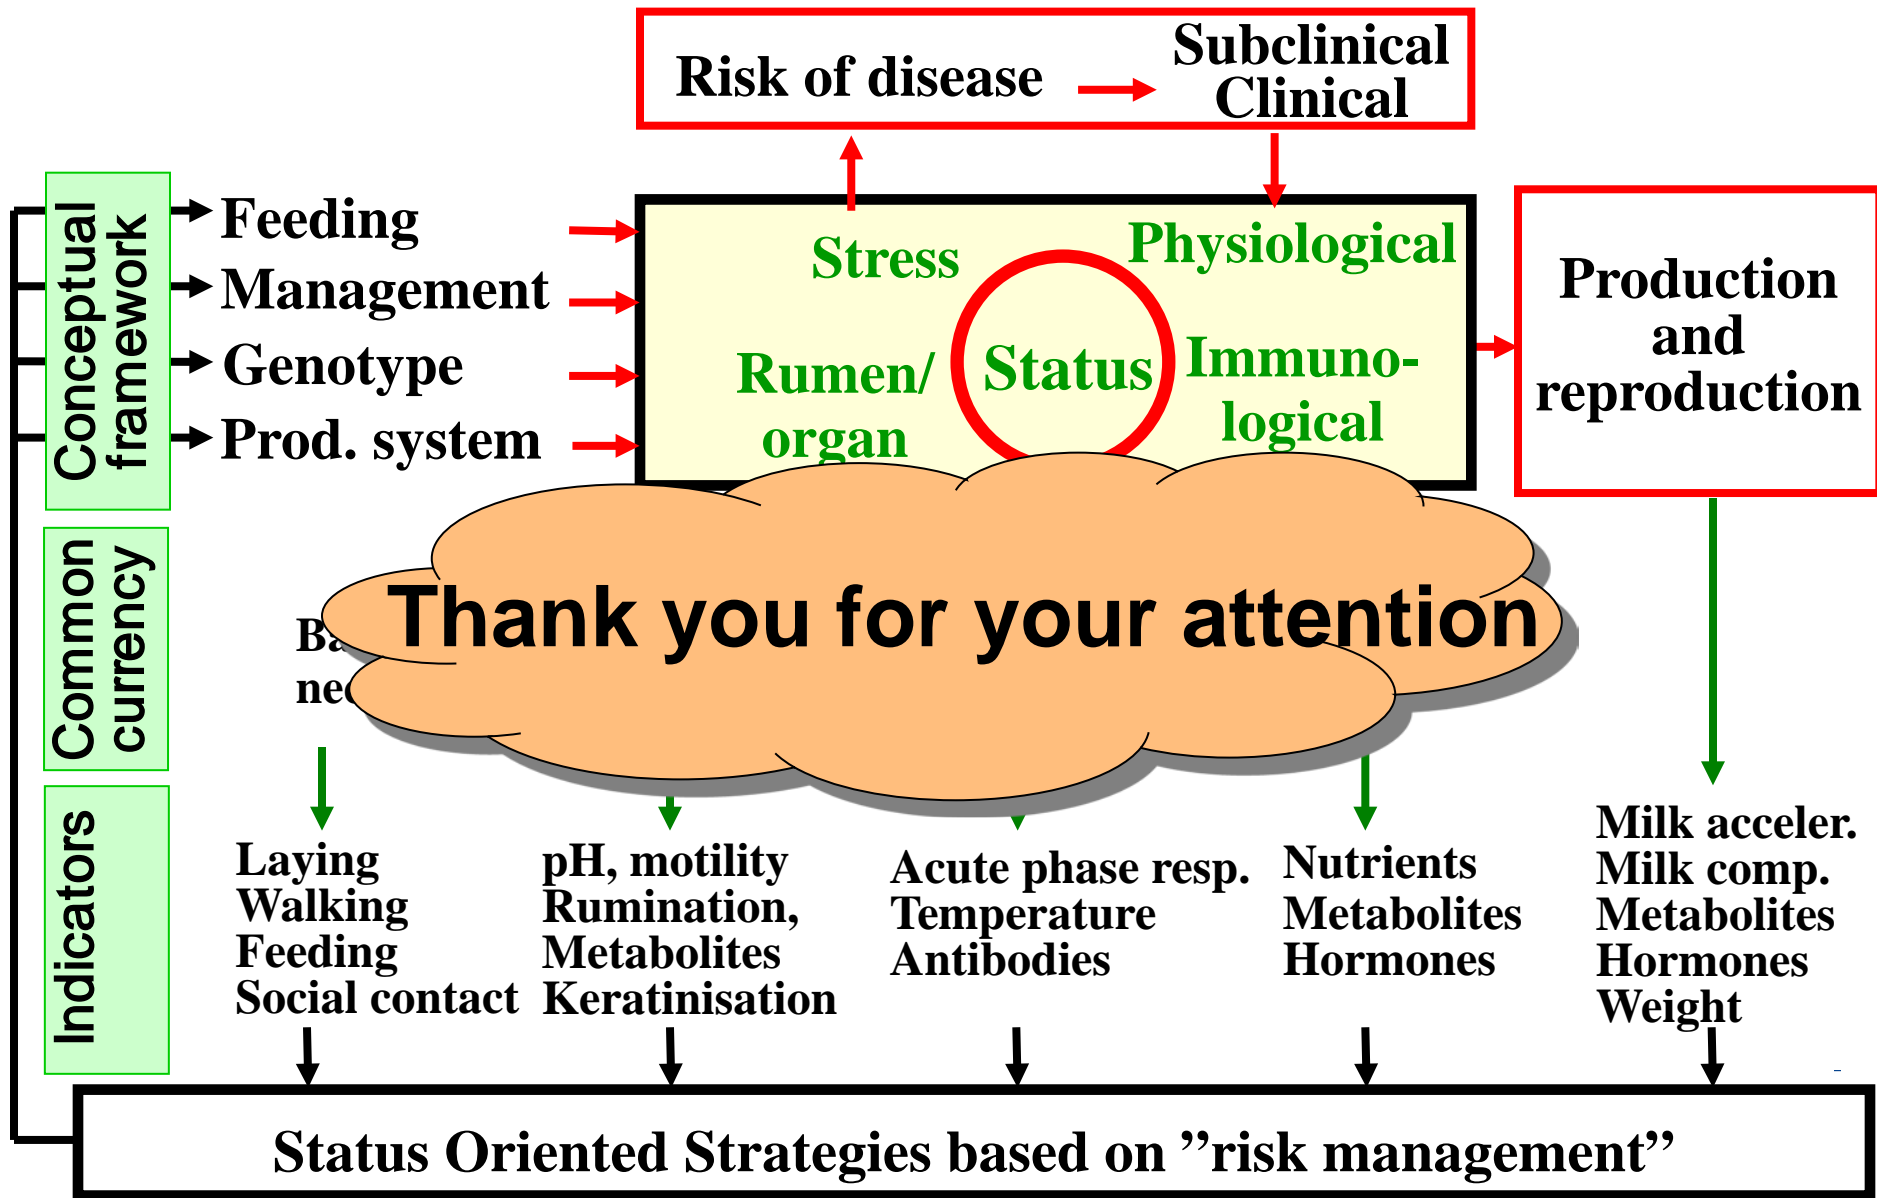 Risk of disease
Subclinical
Clinical
Conceptual
framework
Feeding
Management
Genotype
Prod. system
Stress
Physiological
Rumen/
organ
Status
Immuno-
logical
Production
and
reproduction
Common
currency
Thank you for your attention
Indicators
Laying
Walking
Feeding
Social contact
pH, motility
Rumination,
Metabolites
Keratinisation
Acute phase resp.
Temperature
Antibodies
Nutrients
Metabolites
Hormones
Milk acceler.
Milk comp.
Metabolites
Hormones
Weight
Status Oriented Strategies based on ”risk management”